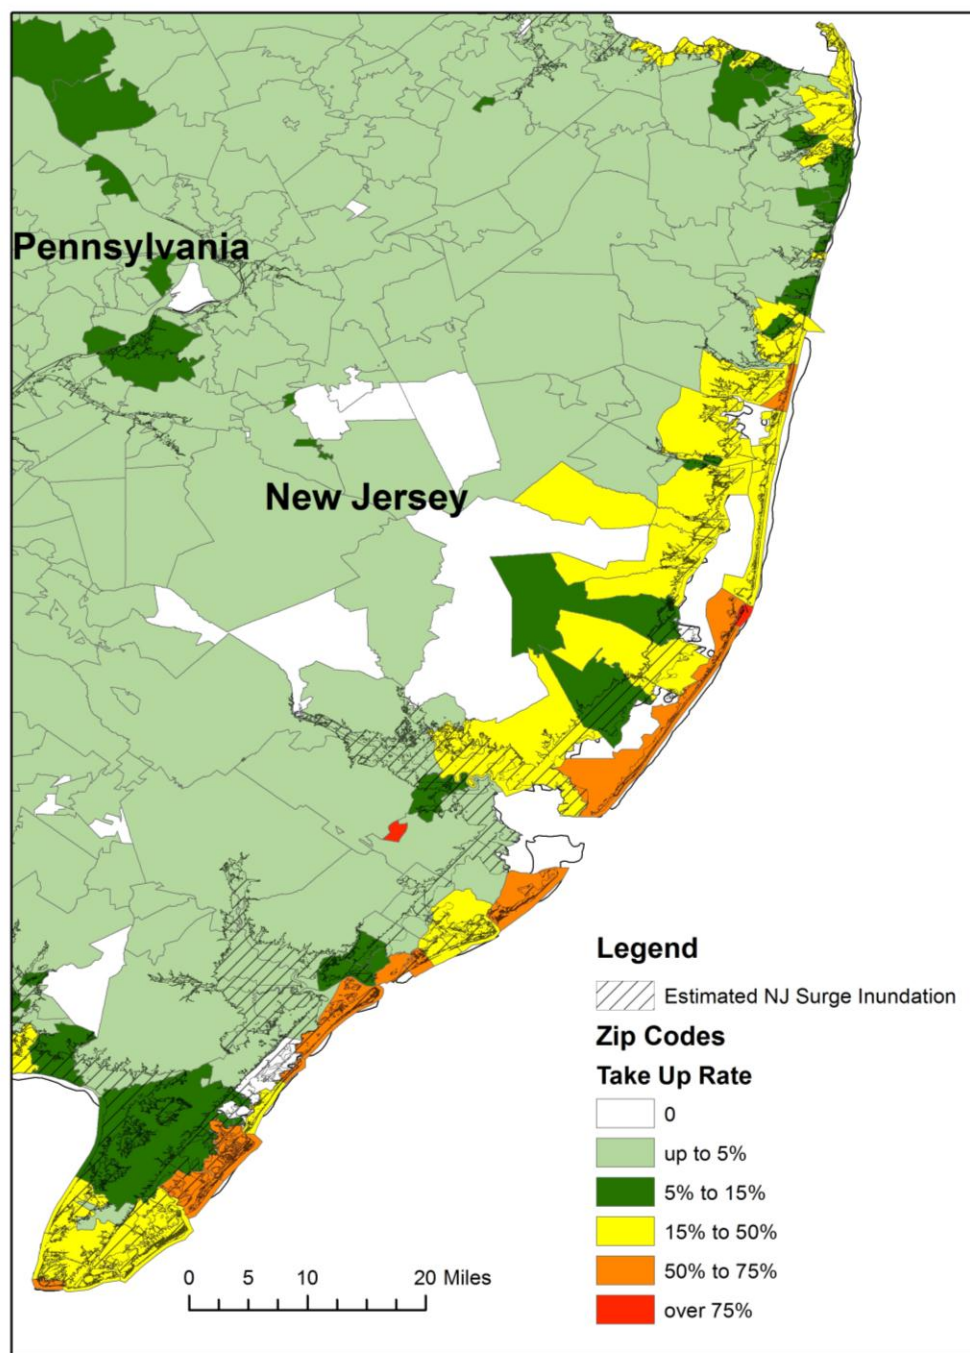 Pennsylvania
New Jersey
Legend
Estimated NJ Surge Inundation
Zip Codes
Take Up Rate
0
up to 5%
5% to 15%
15% to 50%
50% to 75%
over 75%
0 5 10 20 Miles